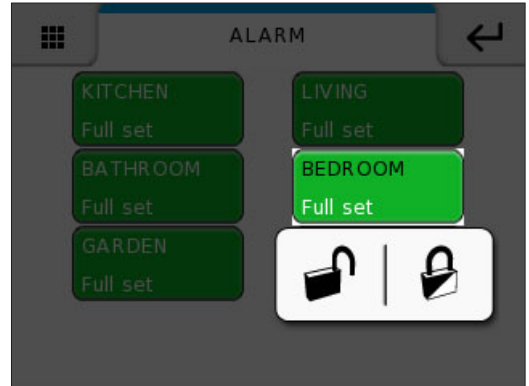 ALARM
KITCHEN
Full set
LIVING
Full set
BATHROOM
Full set
BEDROOM
Full set
GARDEN
Full set